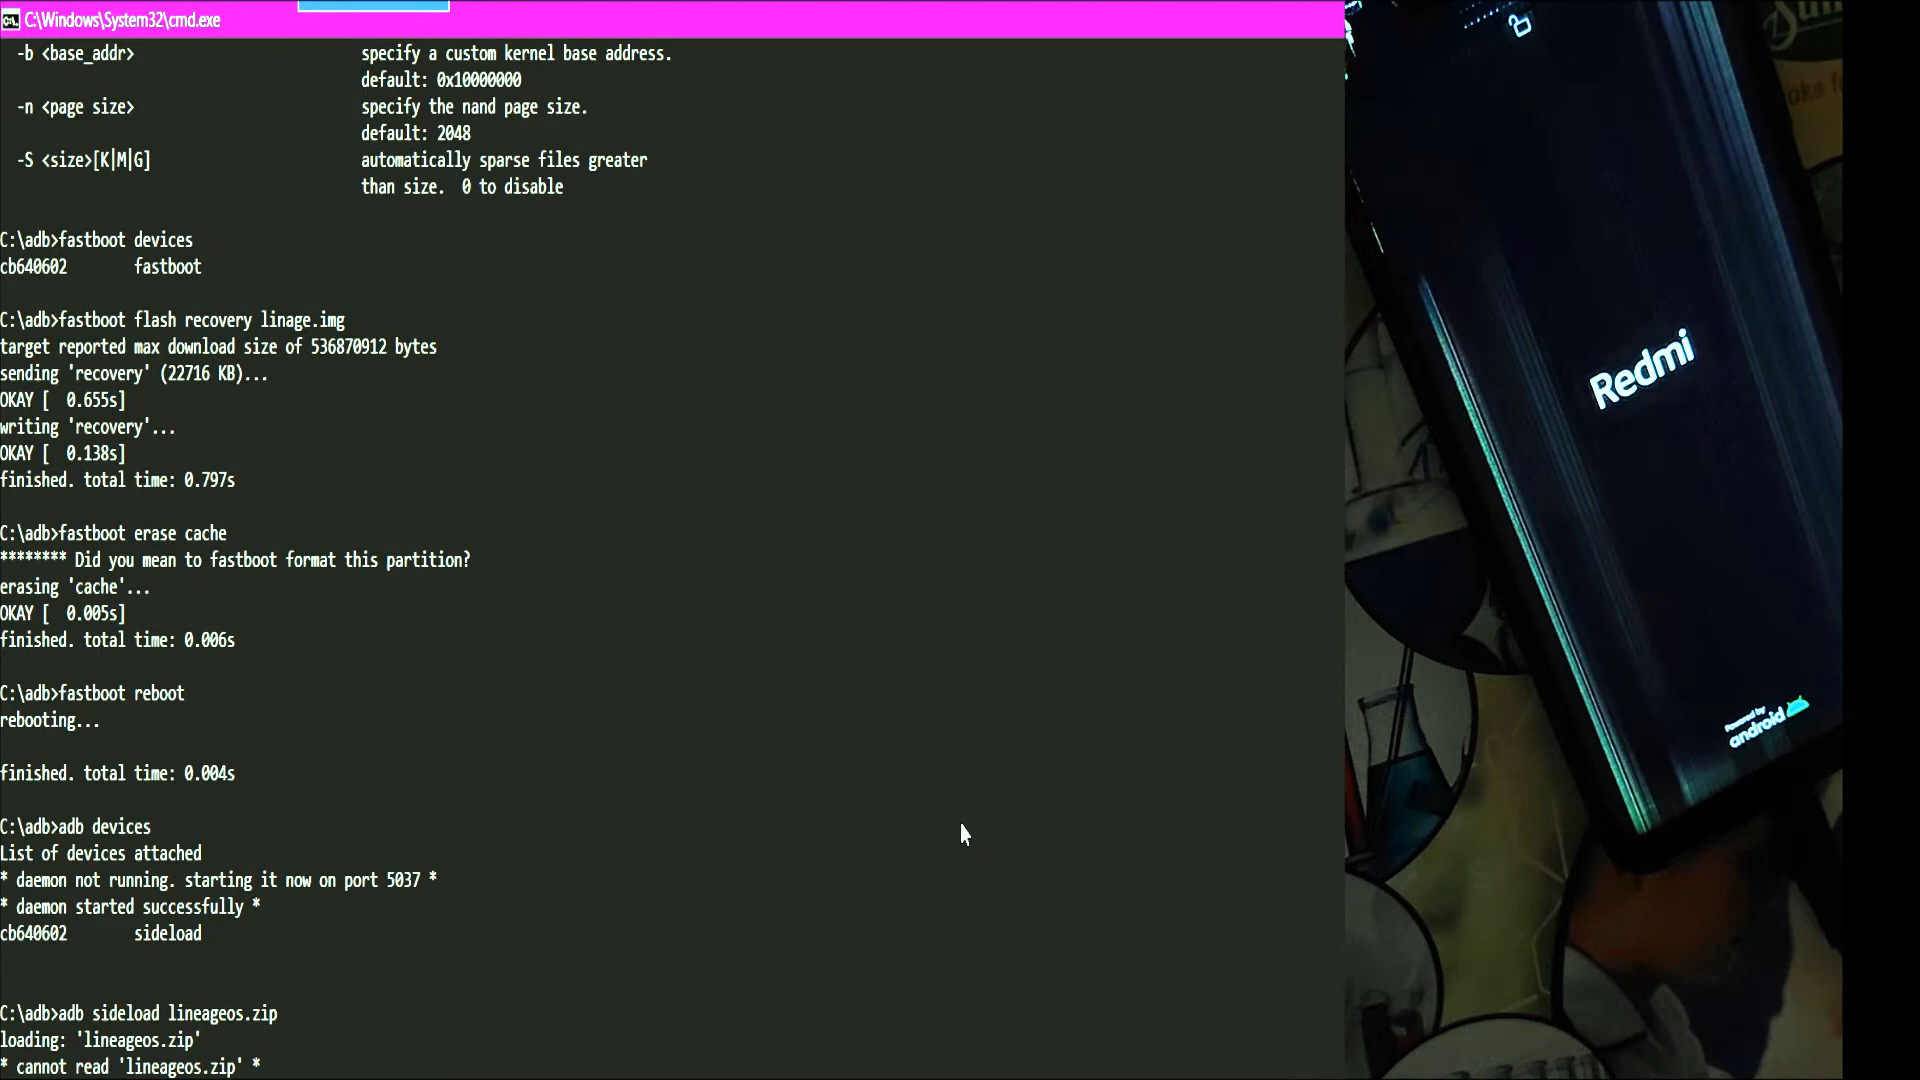 C:\Windows\System32\cmd.exe
-b <base_addr> specify a custom kernel base address.
default: 0x10000000
-n <page size> specify the nand page size.
default: 2048
-S <size>[K|M|G] automatically sparse files greater
than size. 0 to disable
C:\adb>fastboot devices
cb640602 fastboot
C:\adb>fastboot flash recovery linage.img
target reported max download size of 536870912 bytes
sending 'recovery' (22716 KB)...
OKAY [ 0.655s]
writing 'recovery'...
OKAY [ 0.138s]
finished. total time: 0.797s
C:\adb>fastboot erase cache
******** Did you mean to fastboot format this partition?
erasing 'cache'...
OKAY [ 0.005s]
finished. total time: 0.006s
C:\adb>fastboot reboot
rebooting...
finished. total time: 0.004s
C:\adb>adb devices
List of devices attached
* daemon not running. starting it now on port 5037 *
* daemon started successfully *
cb640602 sideload
C:\adb>adb sideload lineageos.zip
loading: 'lineageos.zip'
* cannot read 'lineageos.zip' *
Redmi
Powered by
android